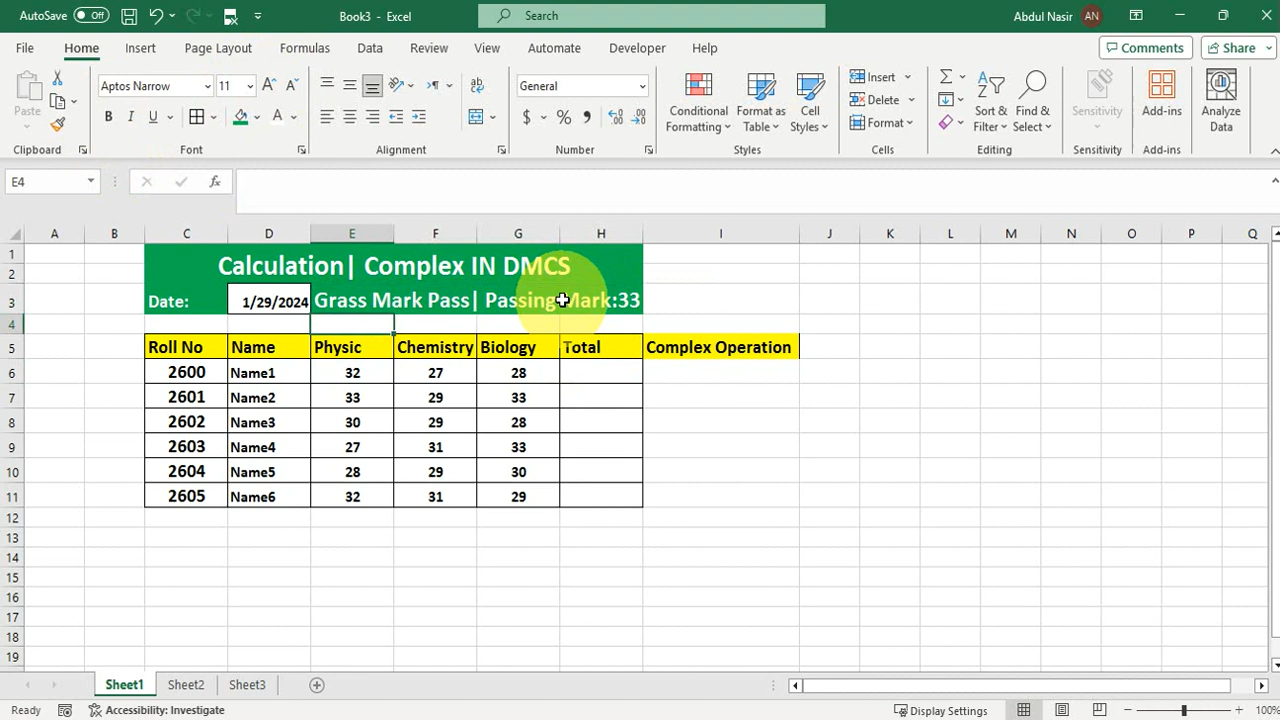 AutoSave Off Book3 - Excel Search Abdul Nasir AN
File Home Insert Page Layout Formulas Data Review View Automate Developer Help Comments Share
Paste Aptos Narrow 11 General Conditional Formatting Format as Table Cell Styles Insert Delete Format Sort & Filter Find & Select Sensitivity Add-ins Analyze Data
Clipboard Font Alignment Number Styles Cells Editing Sensitivity Add-ins
E4 fx
A B C D E F G H I J K L M N O P Q
1
2 Calculation| Complex IN DMCS
3 Date: 1/29/2024 Grass Mark Pass| Passing Mark:33
4
5 Roll No Name Physic Chemistry Biology Total Complex Operation
6 2600 Name1 32 27 28
7 2601 Name2 33 29 33
8 2602 Name3 30 29 28
9 2603 Name4 27 31 33
10 2604 Name5 28 29 30
11 2605 Name6 32 31 29
12
13
14
15
16
17
18
19
Sheet1 Sheet2 Sheet3
Ready Accessibility: Investigate Display Settings 100%